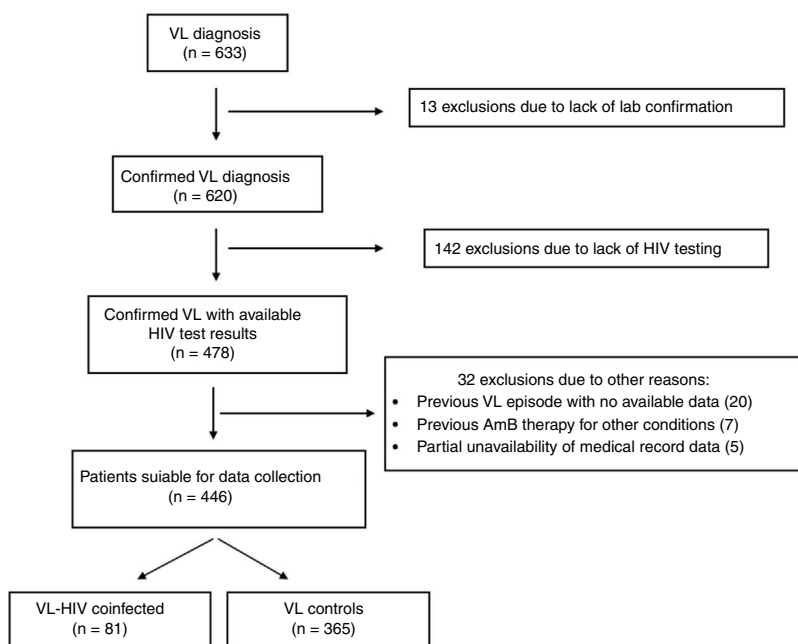 VL diagnosis
(n = 633)
13 exclusions due to lack of lab confirmation
Confirmed VL diagnosis
(n = 620)
142 exclusions due to lack of HIV testing
Confirmed VL with available
HIV test results
(n = 478)
32 exclusions due to other reasons:
• Previous VL episode with no available data (20)
• Previous AmB therapy for other conditions (7)
• Partial unavailability of medical record data (5)
Patients suiable for data collection
(n = 446)
VL-HIV coinfected
(n = 81)
VL controls
(n = 365)